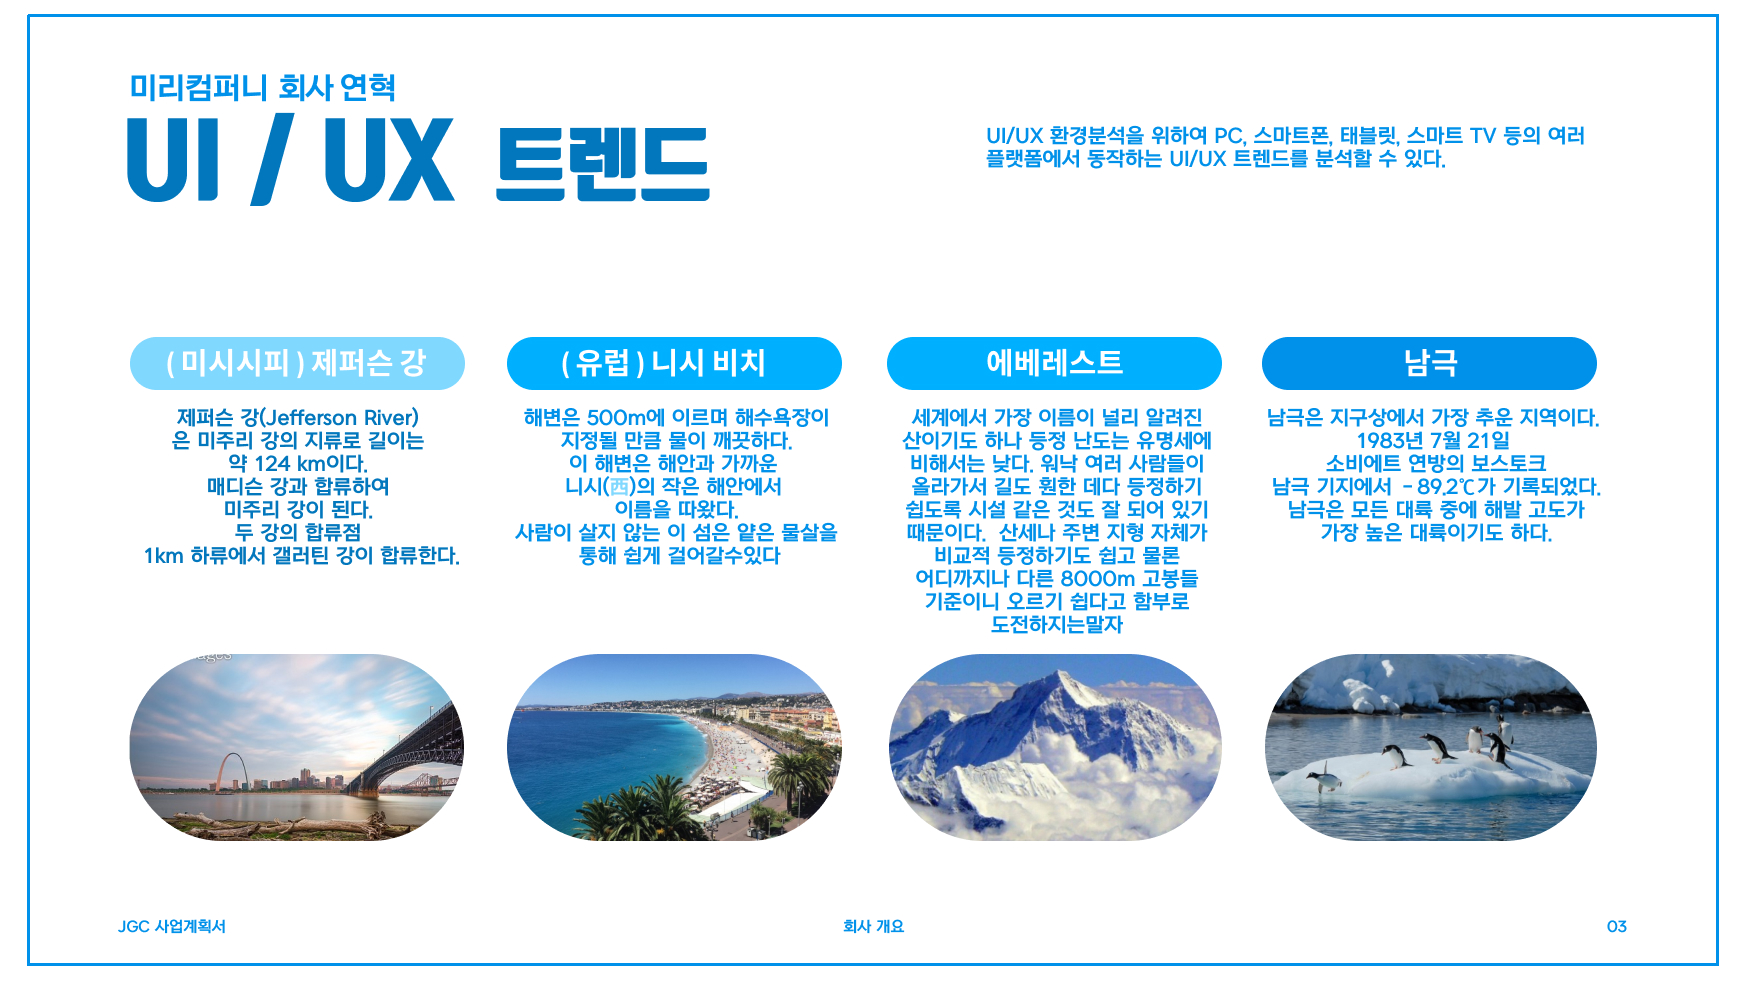 미리컴퍼니 회사 연혁
UI / UX 트렌드
UI/UX 환경분석을 위하여 PC, 스마트폰, 태블릿, 스마트 TV 등의 여러
플랫폼에서 동작하는 UI/UX 트렌드를 분석할 수 있다.
( 미시시피 ) 제퍼슨 강
제퍼슨 강(Jefferson River)
은 미주리 강의 지류로 길이는
약 124 km이다.
매디슨 강과 합류하여
미주리 강이 된다.
두 강의 합류점
1km 하류에서 갤러틴 강이 합류한다.
( 유럽 ) 니시 비치
해변은 500m에 이르며 해수욕장이
지정될 만큼 물이 깨끗하다.
이 해변은 해안과 가까운
니시(西)의 작은 해안에서
이름을 따왔다.
사람이 살지 않는 이 섬은 얕은 물살을
통해 쉽게 걸어갈수있다
에베레스트
세계에서 가장 이름이 널리 알려진
산이기도 하나 등정 난도는 유명세에
비해서는 낮다. 워낙 여러 사람들이
올라가서 길도 훤한 데다 등정하기
쉽도록 시설 같은 것도 잘 되어 있기
때문이다. 산세나 주변 지형 자체가
비교적 등정하기도 쉽고 물론
어디까지나 다른 8000m 고봉들
기준이니 오르기 쉽다고 함부로
도전하지는말자
남극
남극은 지구상에서 가장 추운 지역이다.
1983년 7월 21일
소비에트 연방의 보스토크
남극 기지에서 －89.2℃가 기록되었다.
남극은 모든 대륙 중에 해발 고도가
가장 높은 대륙이기도 하다.
JGC 사업계획서
회사 개요
03